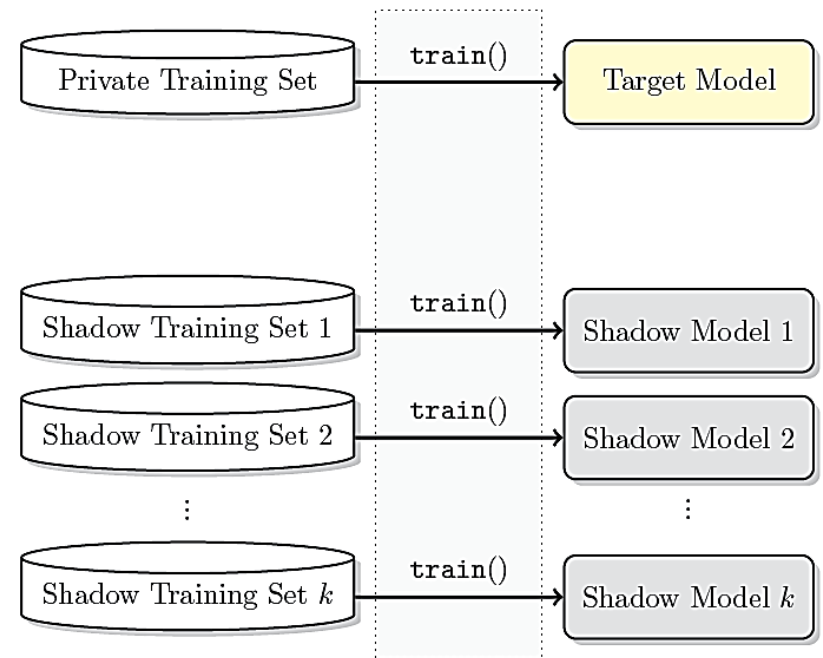 Private Training Set
train()
Target Model
Shadow Training Set 1
train()
Shadow Model 1
Shadow Training Set 2
train()
Shadow Model 2
⋮
⋮
Shadow Training Set k
train()
Shadow Model k